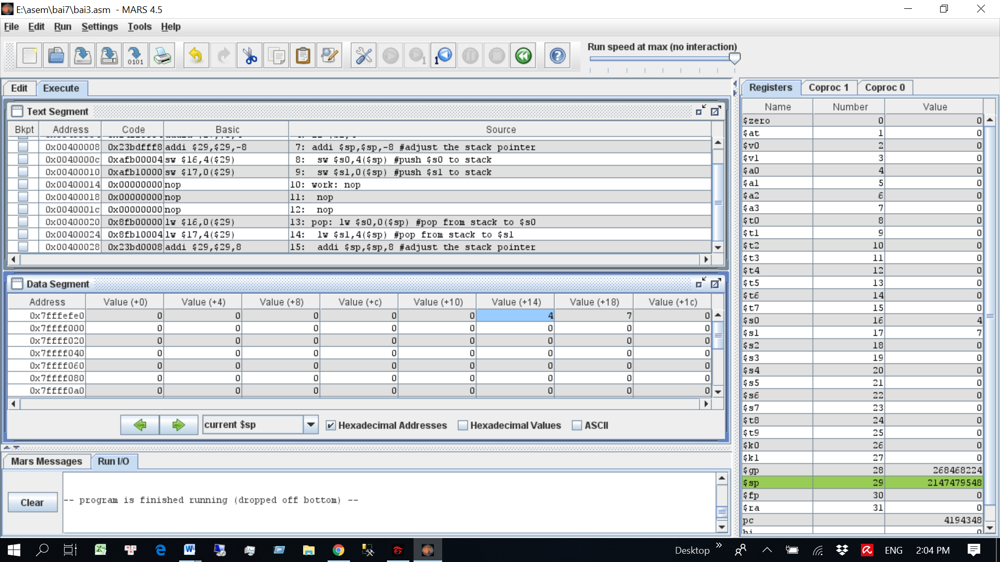 E:\asem\bai7\bai3.asm - MARS 4.5
File Edit Run Settings Tools Help
Run speed at max (no interaction)
0101
1
1
Edit Execute
Registers Coproc 1 Coproc 0
Text Segment
Bkpt Address Code Basic Source
0x00400008 0x23bdfff8 addi $29,$29,-8 7: addi $sp,$sp,-8 #adjust the stack pointer
0x0040000c 0xafb00004 sw $16,4($29) 8: sw $s0,4($sp) #push $s0 to stack
0x00400010 0xafb10000 sw $17,0($29) 9: sw $s1,0($sp) #push $s1 to stack
0x00400014 0x00000000 nop 10: work: nop
0x00400018 0x00000000 nop 11: nop
0x0040001c 0x00000000 nop 12: nop
0x00400020 0x8fb00000 lw $16,0($29) 13: pop: lw $s0,0($sp) #pop from stack to $s0
0x00400024 0x8fb10004 lw $17,4($29) 14: lw $s1,4($sp) #pop from stack to $s1
0x00400028 0x23bd0008 addi $29,$29,8 15: addi $sp,$sp,8 #adjust the stack pointer
Data Segment
Address Value (+0) Value (+4) Value (+8) Value (+c) Value (+10) Value (+14) Value (+18) Value (+1c)
0x7fffefe0 0 0 0 0 0 4 7 0
0x7ffff000 0 0 0 0 0 0 0 0
0x7ffff020 0 0 0 0 0 0 0 0
0x7ffff040 0 0 0 0 0 0 0 0
0x7ffff060 0 0 0 0 0 0 0 0
0x7ffff080 0 0 0 0 0 0 0 0
0x7ffff0a0 0 0 0 0 0 0 0 0
current $sp Hexadecimal Addresses Hexadecimal Values ASCII
Mars Messages Run I/O
Clear
-- program is finished running (dropped off bottom) --
Name Number Value
$zero 0 0
$at 1 0
$v0 2 0
$v1 3 0
$a0 4 0
$a1 5 0
$a2 6 0
$a3 7 0
$t0 8 0
$t1 9 0
$t2 10 0
$t3 11 0
$t4 12 0
$t5 13 0
$t6 14 0
$t7 15 0
$s0 16 4
$s1 17 7
$s2 18 0
$s3 19 0
$s4 20 0
$s5 21 0
$s6 22 0
$s7 23 0
$t8 24 0
$t9 25 0
$k0 26 0
$k1 27 0
$gp 28 268468224
$sp 29 2147479548
$fp 30 0
$ra 31 0
pc 4194348
hi 0
Desktop ENG 2:04 PM